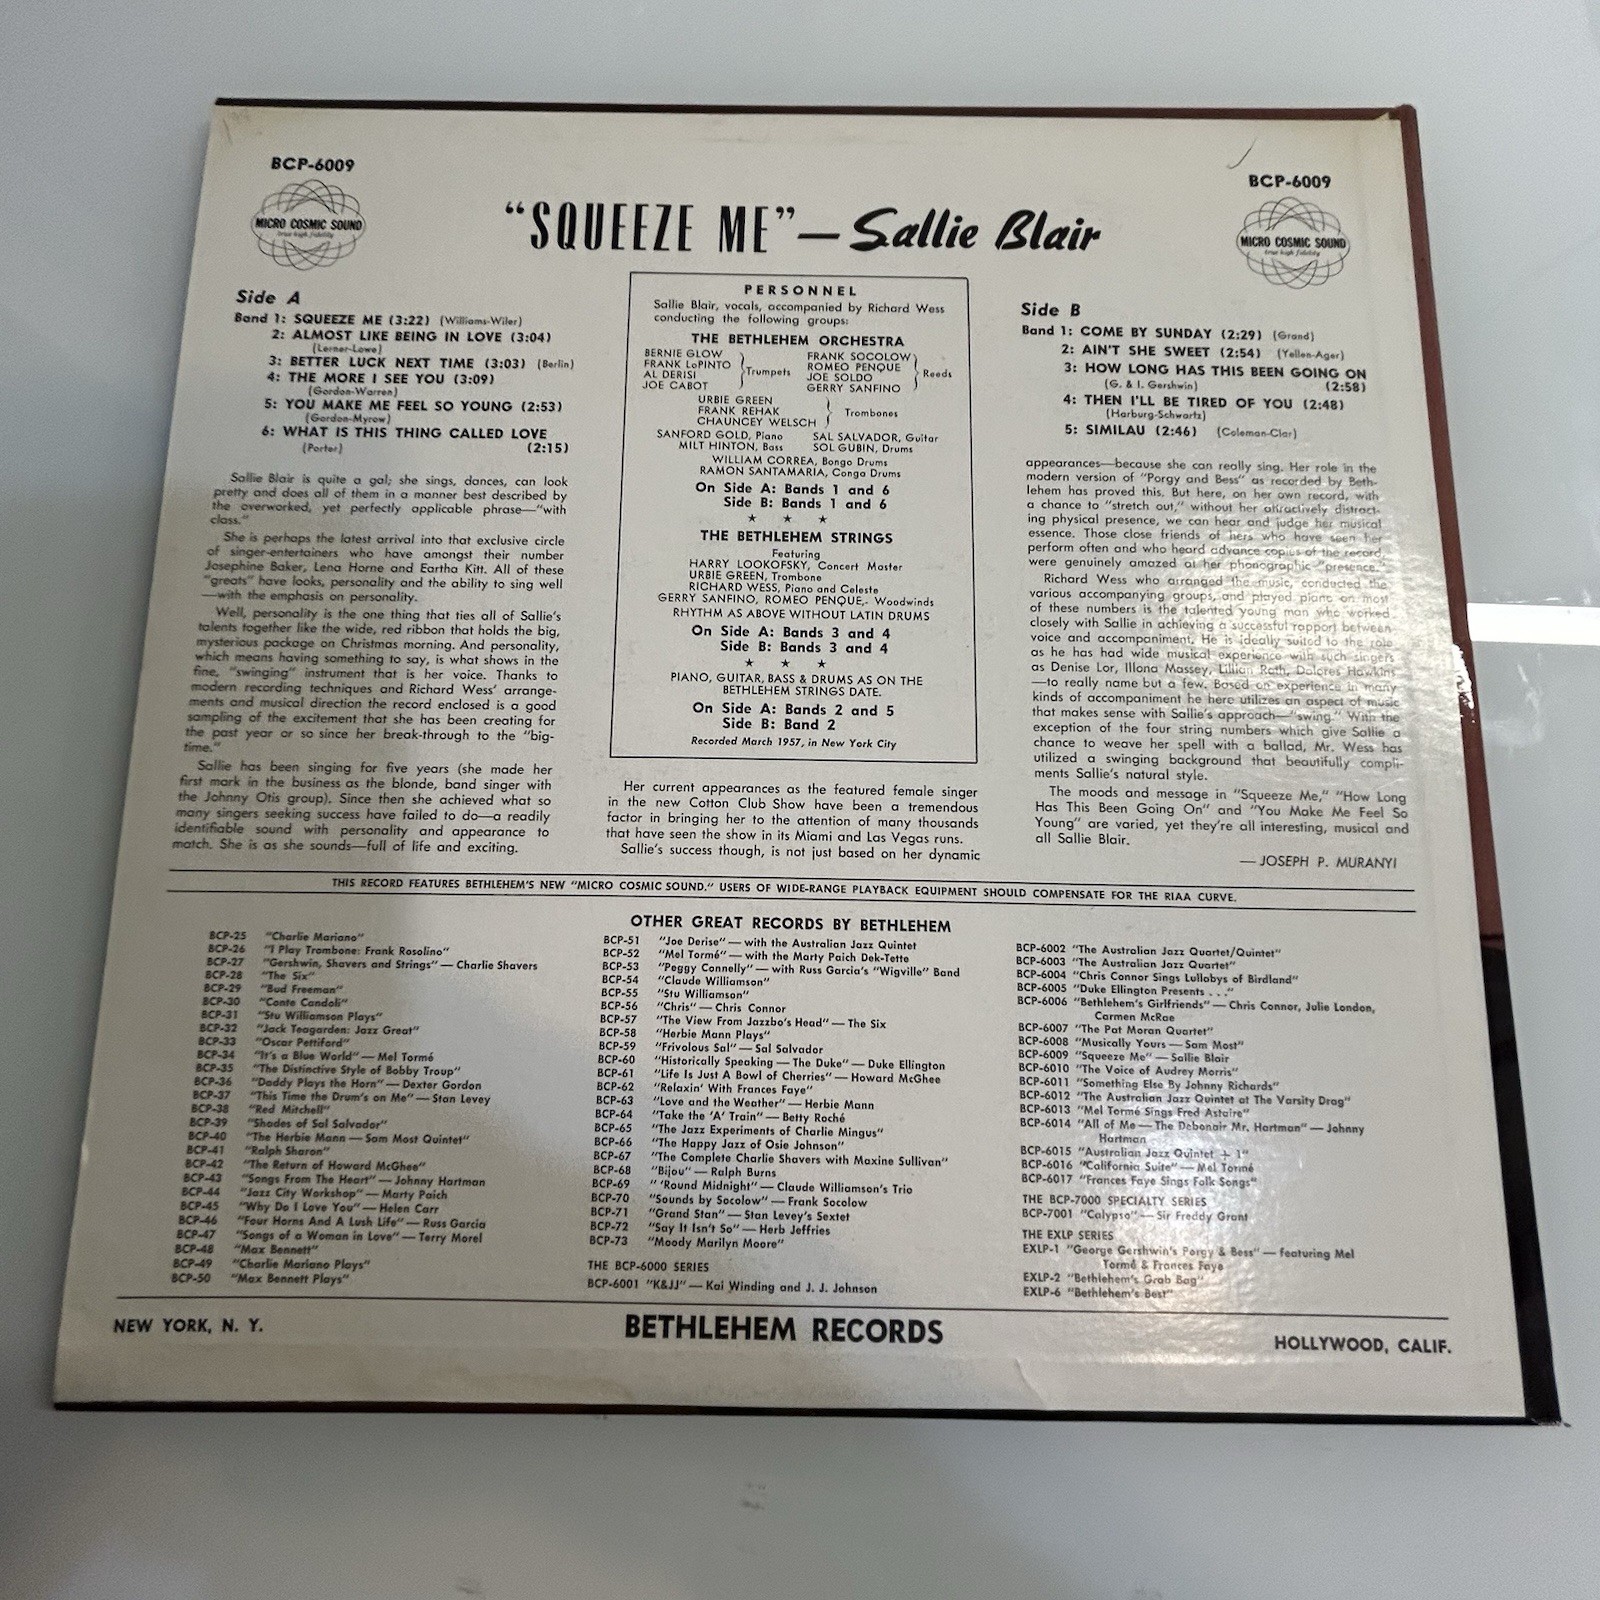 BCP-6009
MICRO COSMIC SOUND
true high fidelity
BCP-6009
MICRO COSMIC SOUND
true high fidelity
"SQUEEZE ME" — Sallie Blair
Side A
Band 1: SQUEEZE ME (3:22) (Williams-Wiler)
2: ALMOST LIKE BEING IN LOVE (3:04)
(Lerner-Lowe)
3: BETTER LUCK NEXT TIME (3:03) (Berlin)
4: THE MORE I SEE YOU (3:09)
(Gordon-Warren)
5: YOU MAKE ME FEEL SO YOUNG (2:53)
(Gordon-Myrow)
6: WHAT IS THIS THING CALLED LOVE
(Porter) (2:15)
Sallie Blair is quite a gal; she sings, dances, can look
pretty and does all of them in a manner best described by
the overworked, yet perfectly applicable phrase—"with
class."
She is perhaps the latest arrival into that exclusive circle
of singer-entertainers who have amongst their number
Josephine Baker, Lena Horne and Eartha Kitt. All of these
"greats" have looks, personality and the ability to sing well
—with the emphasis on personality.
Well, personality is the one thing that ties all of Sallie's
talents together like the wide, red ribbon that holds the big,
mysterious package on Christmas morning. And personality,
which means having something to say, is what shows in the
fine, "swinging" instrument that is her voice. Thanks to
modern recording techniques and Richard Wess' arrange-
ments and musical direction the record enclosed is a good
sampling of the excitement that she has been creating for
the past year or so since her break-through to the "big-
time."
Sallie has been singing for five years (she made her
first mark in the business as the blonde, band singer with
the Johnny Otis group). Since then she achieved what so
many singers seeking success have failed to do—a readily
identifiable sound with personality and appearance to
match. She is as she sounds—full of life and exciting.
PERSONNEL
Sallie Blair, vocals, accompanied by Richard Wess
conducting the following groups:
THE BETHLEHEM ORCHESTRA
BERNIE GLOW
FRANK LoPINTO
AL DERISI
JOE CABOT
Trumpets
FRANK SOCOLOW
ROMEO PENQUE
JOE SOLDO
GERRY SANFINO
Reeds
URBIE GREEN
FRANK REHAK
CHAUNCEY WELSCH
Trombones
SANFORD GOLD, Piano SAL SALVADOR, Guitar
MILT HINTON, Bass SOL GUBIN, Drums
WILLIAM CORREA, Bongo Drums
RAMON SANTAMARIA, Conga Drums
On Side A: Bands 1 and 6
Side B: Bands 1 and 6
★ ★ ★
THE BETHLEHEM STRINGS
Featuring
HARRY LOOKOFSKY, Concert Master
URBIE GREEN, Trombone
RICHARD WESS, Piano and Celeste
GERRY SANFINO, ROMEO PENQUE,- Woodwinds
RHYTHM AS ABOVE WITHOUT LATIN DRUMS
On Side A: Bands 3 and 4
Side B: Bands 3 and 4
★ ★ ★
PIANO, GUITAR, BASS & DRUMS AS ON THE
BETHLEHEM STRINGS DATE.
On Side A: Bands 2 and 5
Side B: Band 2
Recorded March 1957, in New York City
Her current appearances as the featured female singer
in the new Cotton Club Show have been a tremendous
factor in bringing her to the attention of many thousands
that have seen the show in its Miami and Las Vegas runs.
Sallie's success though, is not just based on her dynamic
Side B
Band 1: COME BY SUNDAY (2:29) (Grand)
2: AIN'T SHE SWEET (2:54) (Yellen-Ager)
3: HOW LONG HAS THIS BEEN GOING ON
(G. & I. Gershwin) (2:58)
4: THEN I'LL BE TIRED OF YOU (2:48)
(Harburg-Schwartz)
5: SIMILAU (2:46) (Coleman-Clar)
appearances—because she can really sing. Her role in the
modern version of "Porgy and Bess" as recorded by Beth-
lehem has proved this. But here, on her own record, with
a chance to "stretch out," without her attractively distract-
ing physical presence, we can hear and judge her musical
essence. Those close friends of hers who have seen her
perform often and who heard advance copies of the record,
were genuinely amazed at her phonographic "presence."
Richard Wess who arranged the music, conducted the
various accompanying groups, and played piano on most
of these numbers is the talented young man who worked
closely with Sallie in achieving a successful rapport between
voice and accompaniment. He is ideally suited to the role
as he has had wide musical experience with such singers
as Denise Lor, Illona Massey, Lillian Roth, Dolores Hawkins
—to really name but a few. Based on experience in many
kinds of accompaniment he here utilizes an aspect of music
that makes sense with Sallie's approach—"swing." With the
exception of the four string numbers which give Sallie a
chance to weave her spell with a ballad, Mr. Wess has
utilized a swinging background that beautifully compli-
ments Sallie's natural style.
The moods and message in "Squeeze Me," "How Long
Has This Been Going On" and "You Make Me Feel So
Young" are varied, yet they're all interesting, musical and
all Sallie Blair.
— JOSEPH P. MURANYI
THIS RECORD FEATURES BETHLEHEM'S NEW "MICRO COSMIC SOUND." USERS OF WIDE-RANGE PLAYBACK EQUIPMENT SHOULD COMPENSATE FOR THE RIAA CURVE.
OTHER GREAT RECORDS BY BETHLEHEM
BCP-25 "Charlie Mariano"
BCP-26 "I Play Trombone: Frank Rosolino"
BCP-27 "Gershwin, Shavers and Strings" — Charlie Shavers
BCP-28 "The Six"
BCP-29 "Bud Freeman"
BCP-30 "Conte Candoli"
BCP-31 "Stu Williamson Plays"
BCP-32 "Jack Teagarden: Jazz Great"
BCP-33 "Oscar Pettiford"
BCP-34 "It's a Blue World" — Mel Tormé
BCP-35 "The Distinctive Style of Bobby Troup"
BCP-36 "Daddy Plays the Horn" — Dexter Gordon
BCP-37 "This Time the Drum's on Me" — Stan Levey
BCP-38 "Red Mitchell"
BCP-39 "Shades of Sal Salvador"
BCP-40 "The Herbie Mann — Sam Most Quintet"
BCP-41 "Ralph Sharon"
BCP-42 "The Return of Howard McGhee"
BCP-43 "Songs From The Heart" — Johnny Hartman
BCP-44 "Jazz City Workshop" — Marty Paich
BCP-45 "Why Do I Love You" — Helen Carr
BCP-46 "Four Horns And A Lush Life" — Russ Garcia
BCP-47 "Songs of a Woman in Love" — Terry Morel
BCP-48 "Max Bennett"
BCP-49 "Charlie Mariano Plays"
BCP-50 "Max Bennett Plays"
BCP-51 "Joe Derise" — with the Australian Jazz Quintet
BCP-52 "Mel Tormé" — with the Marty Paich Dek-Tette
BCP-53 "Peggy Connelly" — with Russ Garcia's "Wigville" Band
BCP-54 "Claude Williamson"
BCP-55 "Stu Williamson"
BCP-56 "Chris" — Chris Connor
BCP-57 "The View From Jazzbo's Head" — The Six
BCP-58 "Herbie Mann Plays"
BCP-59 "Frivolous Sal" — Sal Salvador
BCP-60 "Historically Speaking — The Duke" — Duke Ellington
BCP-61 "Life Is Just A Bowl of Cherries" — Howard McGhee
BCP-62 "Relaxin' With Frances Faye"
BCP-63 "Love and the Weather" — Herbie Mann
BCP-64 "Take the 'A' Train" — Betty Roché
BCP-65 "The Jazz Experiments of Charlie Mingus"
BCP-66 "The Happy Jazz of Osie Johnson"
BCP-67 "The Complete Charlie Shavers with Maxine Sullivan"
BCP-68 "Bijou" — Ralph Burns
BCP-69 "'Round Midnight" — Claude Williamson's Trio
BCP-70 "Sounds by Socolow" — Frank Socolow
BCP-71 "Grand Stan" — Stan Levey's Sextet
BCP-72 "Say It Isn't So" — Herb Jeffries
BCP-73 "Moody Marilyn Moore"
THE BCP-6000 SERIES
BCP-6001 "K&JJ" — Kai Winding and J. J. Johnson
BCP-6002 "The Australian Jazz Quartet/Quintet"
BCP-6003 "The Australian Jazz Quartet"
BCP-6004 "Chris Connor Sings Lullabys of Birdland"
BCP-6005 "Duke Ellington Presents . . ."
BCP-6006 "Bethlehem's Girlfriends" — Chris Connor, Julie London,
Carmen McRae
BCP-6007 "The Pat Moran Quartet"
BCP-6008 "Musically Yours — Sam Most"
BCP-6009 "Squeeze Me" — Sallie Blair
BCP-6010 "The Voice of Audrey Morris"
BCP-6011 "Something Else By Johnny Richards"
BCP-6012 "The Australian Jazz Quintet at The Varsity Drag"
BCP-6013 "Mel Tormé Sings Fred Astaire"
BCP-6014 "All of Me — The Debonair Mr. Hartman" — Johnny
Hartman
BCP-6015 "Australian Jazz Quintet + 1"
BCP-6016 "California Suite" — Mel Tormé
BCP-6017 "Frances Faye Sings Folk Songs"
THE BCP-7000 SPECIALTY SERIES
BCP-7001 "Calypso" — Sir Freddy Grant
THE EXLP SERIES
EXLP-1 "George Gershwin's Porgy & Bess" — featuring Mel
Tormé & Frances Faye
EXLP-2 "Bethlehem's Grab Bag"
EXLP-6 "Bethlehem's Best"
NEW YORK, N. Y.
BETHLEHEM RECORDS
HOLLYWOOD, CALIF.